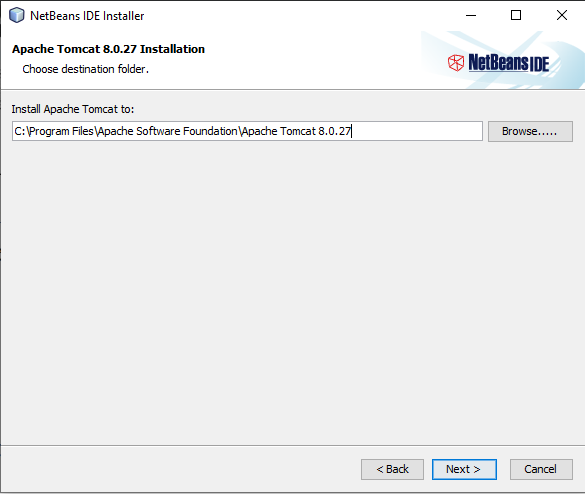 NetBeans IDE Installer
Apache Tomcat 8.0.27 Installation
Choose destination folder.
NetBeans IDE
Install Apache Tomcat to:
C:\Program Files\Apache Software Foundation\Apache Tomcat 8.0.27
Browse.....
< Back
Next >
Cancel